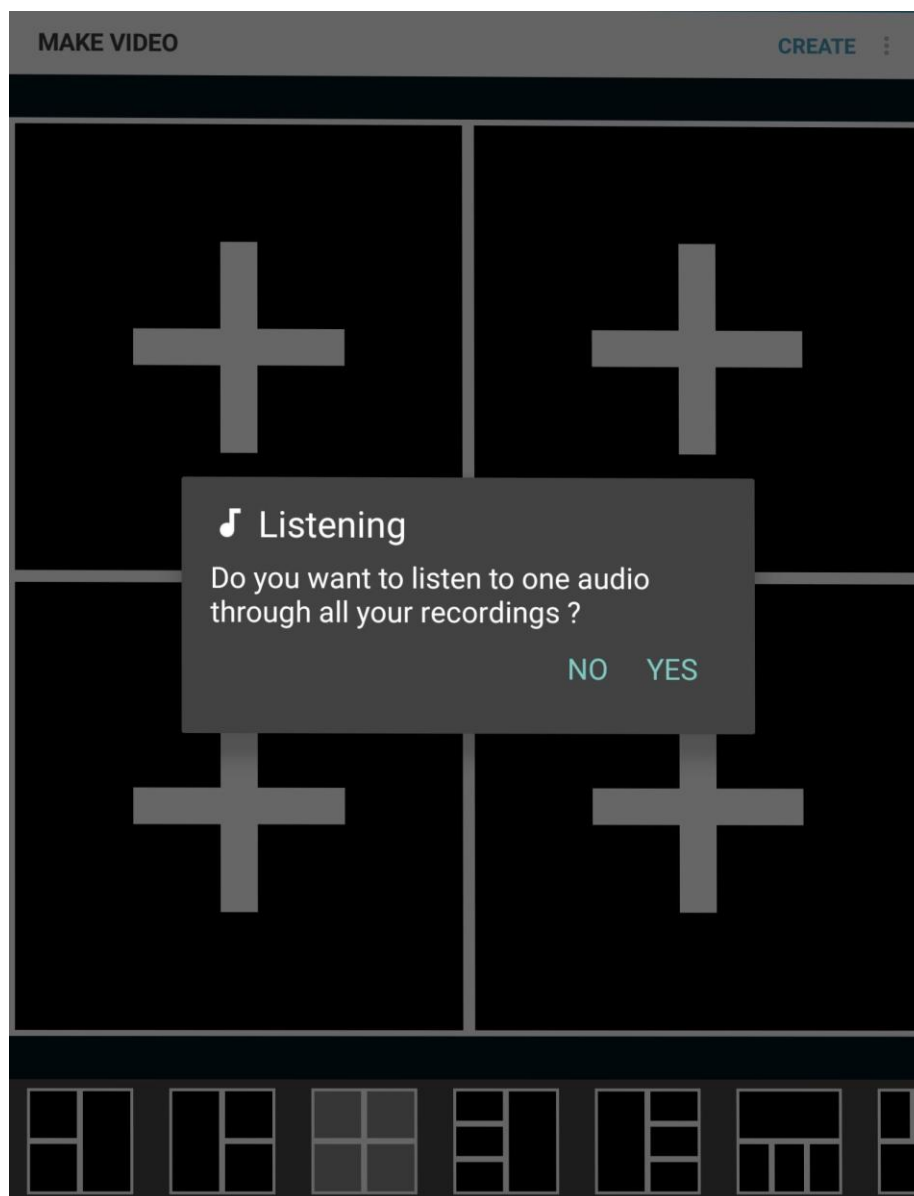 MAKE VIDEO
CREATE
Listening
Do you want to listen to one audio
through all your recordings ?
NO YES